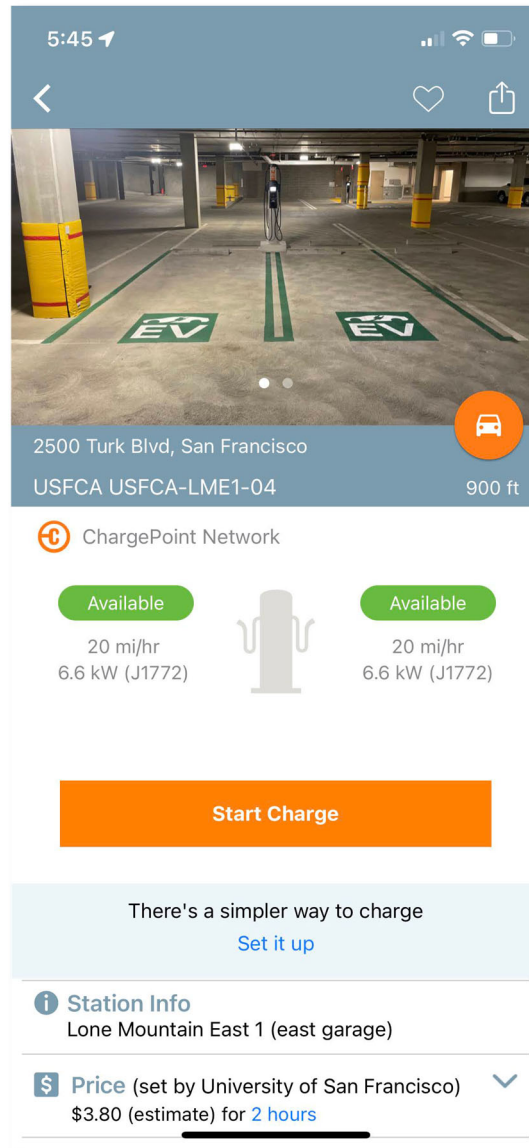 5:45
EV
EV
2500 Turk Blvd, San Francisco
USFCA USFCA-LME1-04
900 ft
ChargePoint Network
Available
Available
20 mi/hr
20 mi/hr
6.6 kW (J1772)
6.6 kW (J1772)
Start Charge
There's a simpler way to charge
Set it up
Station Info
Lone Mountain East 1 (east garage)
Price (set by University of San Francisco)
$3.80 (estimate) for 2 hours